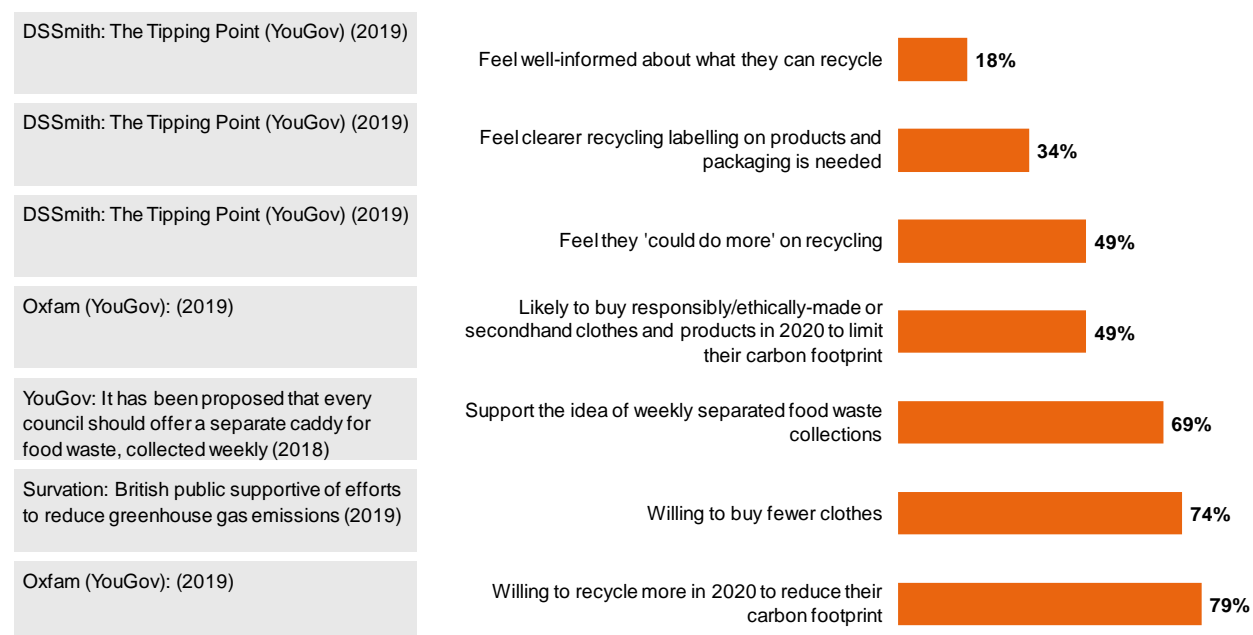 DSSmith: The Tipping Point (YouGov) (2019)
Feel well-informed about what they can recycle
18%
DSSmith: The Tipping Point (YouGov) (2019)
Feel clearer recycling labelling on products and
packaging is needed
34%
DSSmith: The Tipping Point (YouGov) (2019)
Feel they 'could do more' on recycling
49%
Oxfam (YouGov): (2019)
Likely to buy responsibly/ethically-made or
secondhand clothes and products in 2020 to limit
their carbon footprint
49%
YouGov: It has been proposed that every
council should offer a separate caddy for
food waste, collected weekly (2018)
Support the idea of weekly separated food waste
collections
69%
Survation: British public supportive of efforts
to reduce greenhouse gas emissions (2019)
Willing to buy fewer clothes
74%
Oxfam (YouGov): (2019)
Willing to recycle more in 2020 to reduce their
carbon footprint
79%